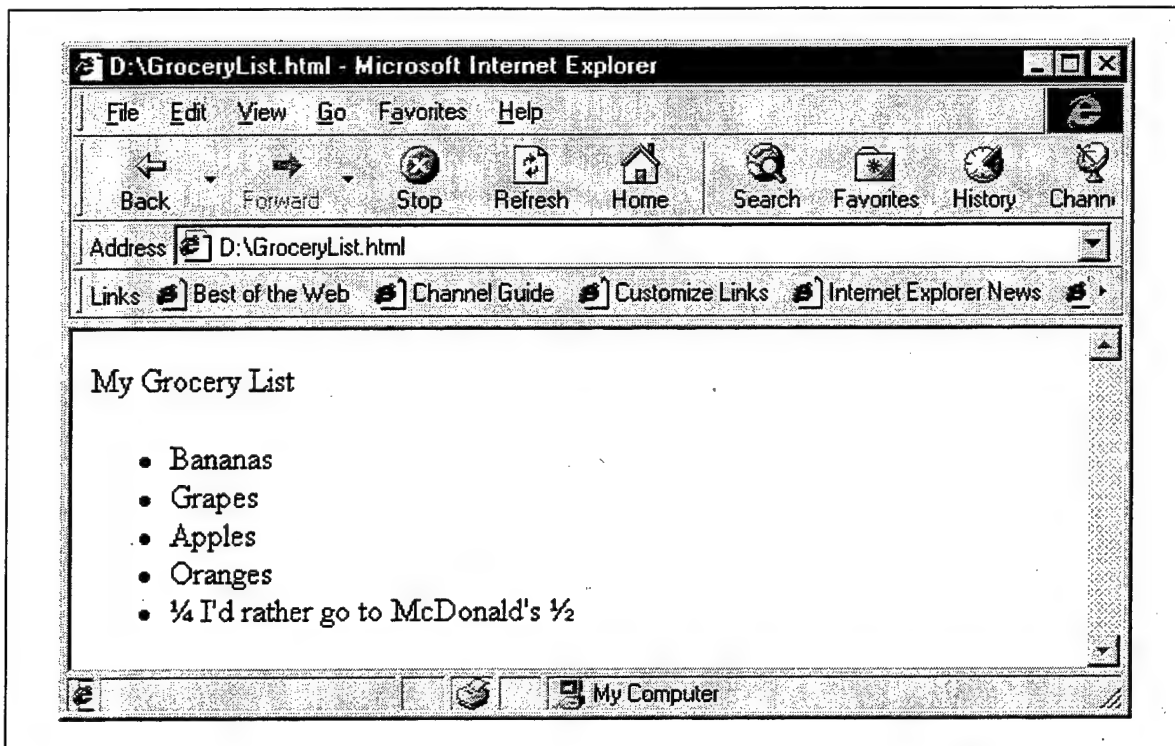 D:\GroceryList.html - Microsoft Internet Explorer
File Edit View Go Favorites Help
Back Forward Stop Refresh Home Search Favorites History Channe
Address D:\GroceryList.html
Links Best of the Web Channel Guide Customize Links Internet Explorer News
My Grocery List
• Bananas
• Grapes
• Apples
• Oranges
• ¼ I'd rather go to McDonald's ½
My Computer